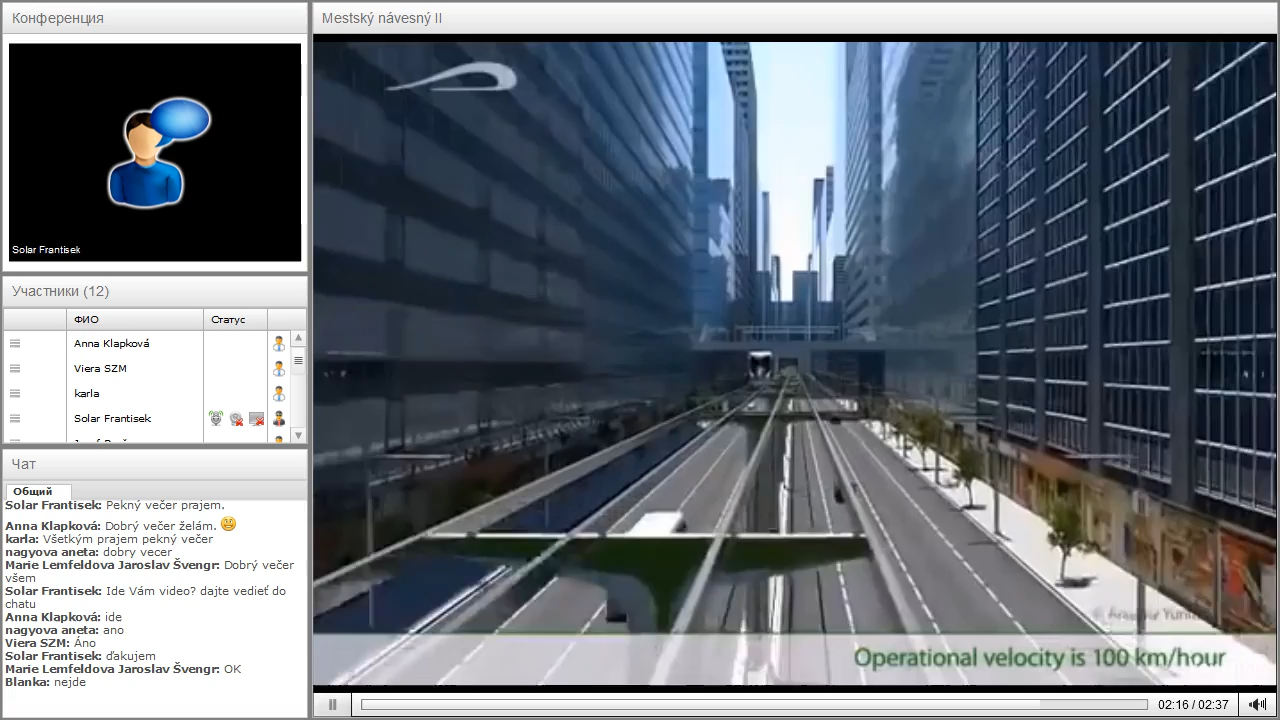 Конференция
Solar Frantisek
Участники (12)
ФИО Статус
Anna Klapková
Viera SZM
karla
Solar Frantisek
Чат
Общий
Solar Frantisek: Pekný večer prajem.
Anna Klapková: Dobrý večer želám.
karla: Všetkým prajem pekný večer
nagyova aneta: dobry vecer
Marie Lemfeldova Jaroslav Švengr: Dobrý večer
všem
Solar Frantisek: Ide Vám video? dajte vedieť do
chatu
Anna Klapková: ide
nagyova aneta: ano
Viera SZM: Áno
Solar Frantisek: ďakujem
Marie Lemfeldova Jaroslav Švengr: OK
Blanka: nejde
Mestský návesný II
Operational velocity is 100 km/hour
02:16 / 02:37